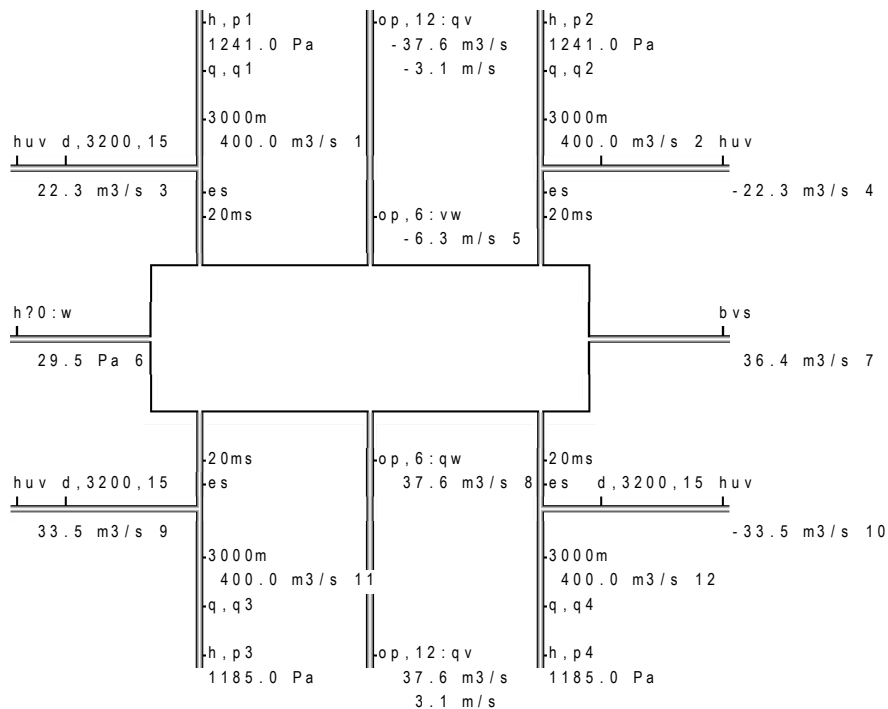 h,p1 op,12:qv h,p2
1241.0 Pa -37.6 m3/s 1241.0 Pa
q,q1 -3.1 m/s q,q2
3000m 3000m
huv d,3200,15 400.0 m3/s 1 400.0 m3/s 2 huv
22.3 m3/s 3 es es -22.3 m3/s 4
20ms op,6:vw 20ms
-6.3 m/s 5
h?0:w bvs
29.5 Pa 6 36.4 m3/s 7
20ms op,6:qw 20ms
huv d,3200,15 es 37.6 m3/s 8 es d,3200,15 huv
33.5 m3/s 9 -33.5 m3/s 10
3000m 3000m
400.0 m3/s 11 400.0 m3/s 12
q,q3 q,q4
h,p3 op,12:qv h,p4
1185.0 Pa 37.6 m3/s 1185.0 Pa
3.1 m/s